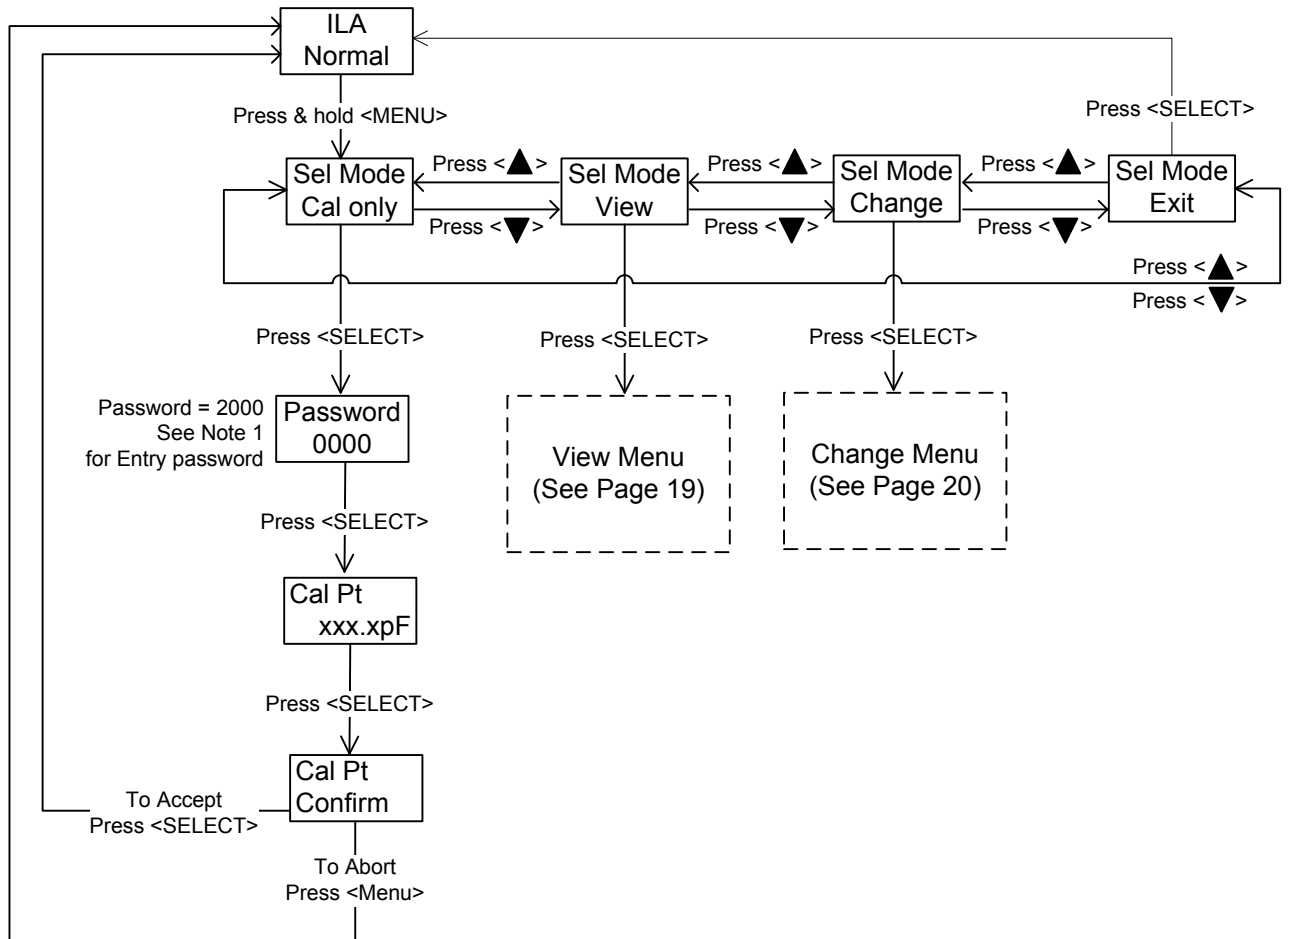 ILA
Normal
Press & hold <MENU>
Press <SELECT>
Sel Mode
Cal only
Press <▲>
Press <▼>
Sel Mode
View
Press <▲>
Press <▼>
Sel Mode
Change
Press <▲>
Press <▼>
Sel Mode
Exit
Press <▲>
Press <▼>
Press <SELECT>
Press <SELECT>
Press <SELECT>
Password = 2000
See Note 1
for Entry password
Password
0000
View Menu
(See Page 19)
Change Menu
(See Page 20)
Press <SELECT>
Cal Pt
xxx.xpF
Press <SELECT>
Cal Pt
Confirm
To Accept
Press <SELECT>
To Abort
Press <Menu>